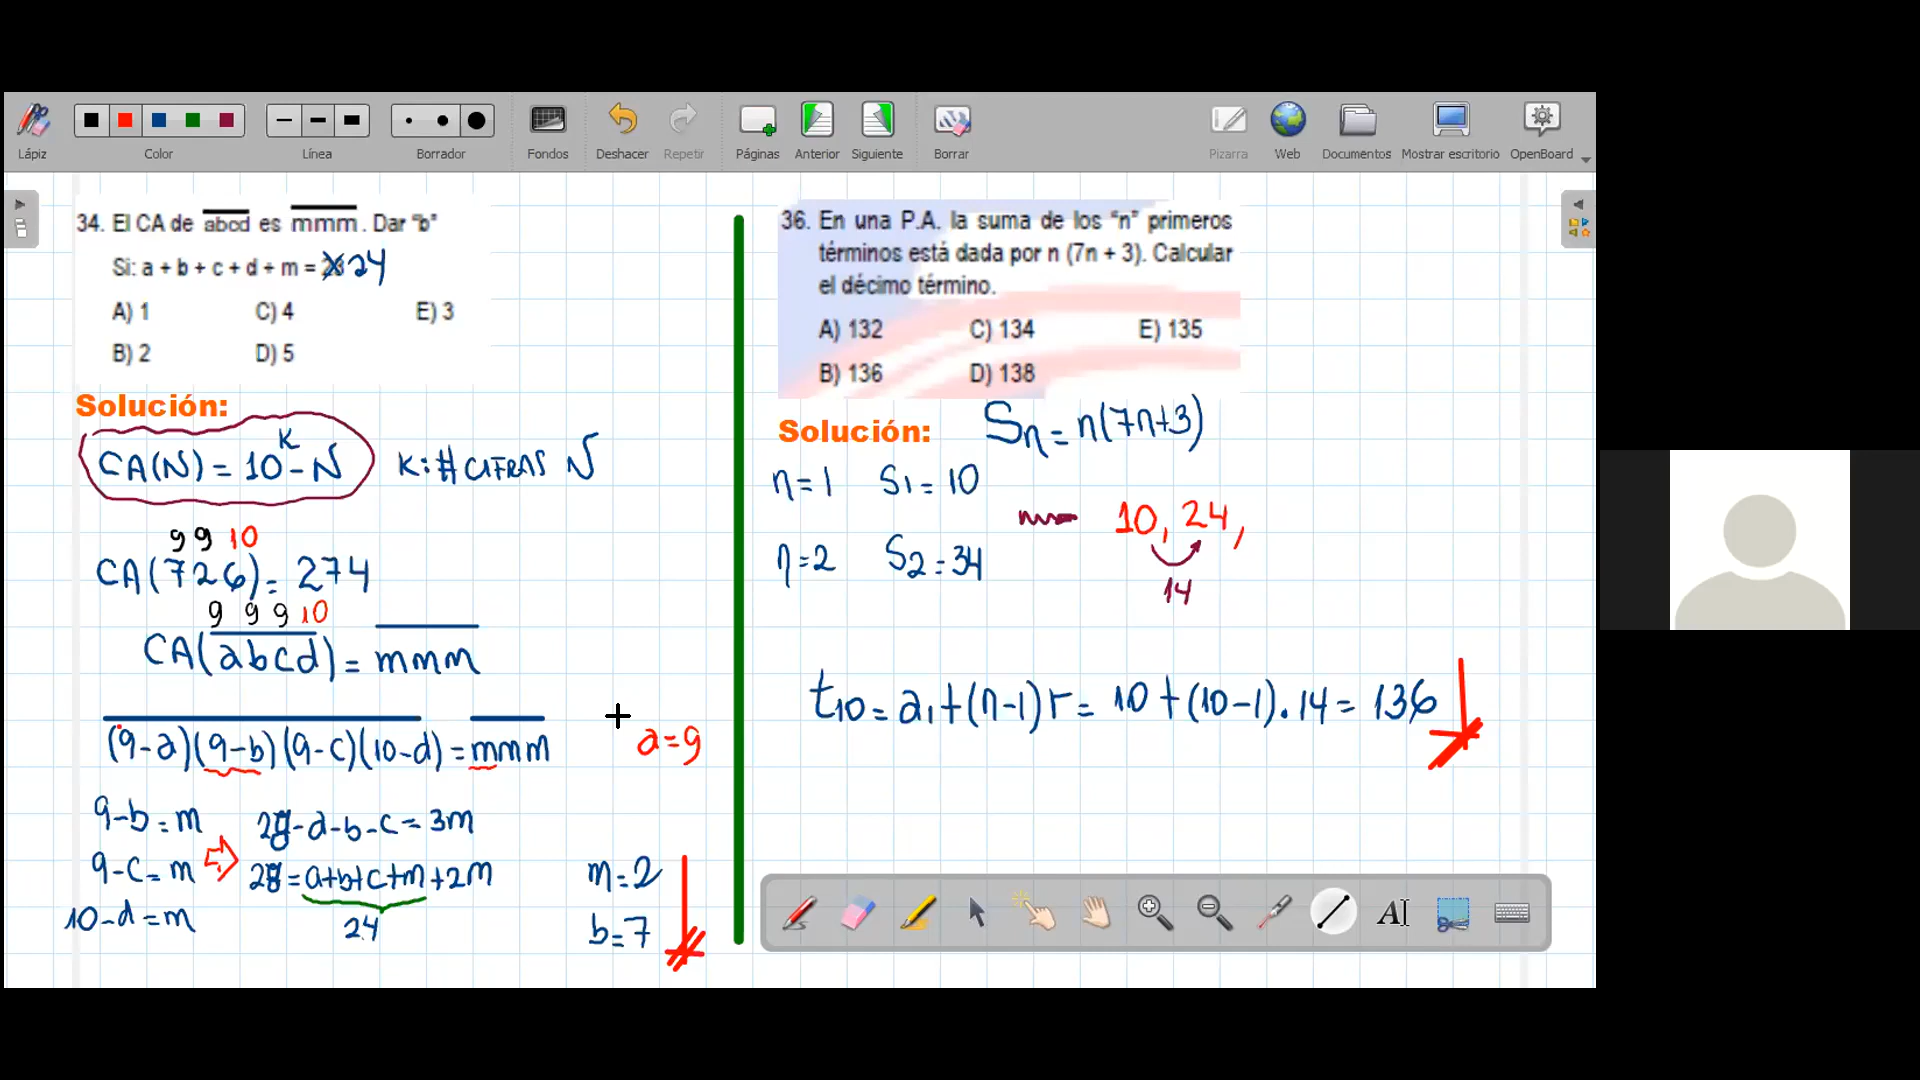 Lápiz
Color
Línea
Borrador
Fondos
Deshacer
Repetir
Páginas
Anterior
Siguiente
Borrar
Pizarra
Web
Documentos
Mostrar escritorio
OpenBoard
34. El CA de abcd es mmm. Dar "b"
Si: a + b + c + d + m = 24
A) 1 C) 4 E) 3
B) 2 D) 5
Solución:
CA(N) = 10^K - N K: # CIFRAS N
9 9 10
CA(726) = 274
9 9 9 10
CA(abcd) = mmm
(9-a)(9-b)(9-c)(10-d) = mmm
a=9
9-b=m
9-c=m
10-d=m
-d-b-c=3m
=a+b+c+m+2m
24
m=2
b=7
36. En una P.A. la suma de los "n" primeros
términos está dada por n (7n + 3). Calcular
el décimo término.
A) 132 C) 134 E) 135
B) 136 D) 138
Solución:
Sn = n(7n+3)
n=1 S1 = 10
n=2 S2 = 34
10, 24,
14
t10 = a1+(n-1)r = 10+(10-1).14 = 136
AI